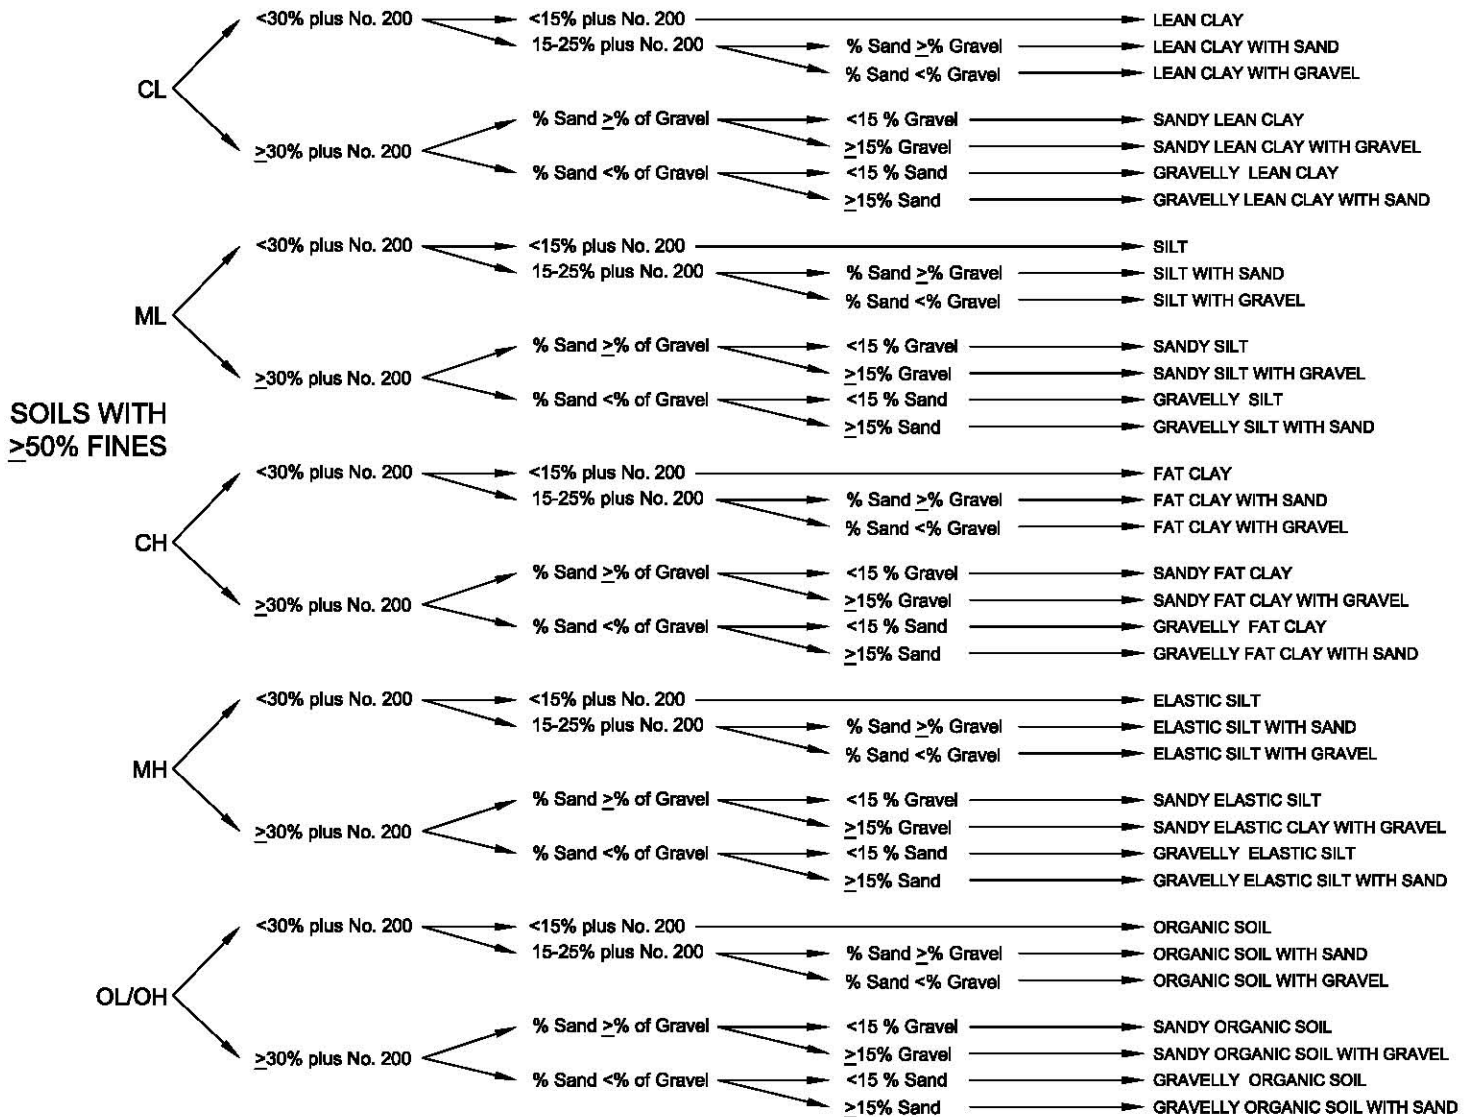 <30% plus No. 200 <15% plus No. 200 LEAN CLAY
15-25% plus No. 200 % Sand ≥% Gravel LEAN CLAY WITH SAND
% Sand <% Gravel LEAN CLAY WITH GRAVEL
CL
% Sand ≥% of Gravel <15 % Gravel SANDY LEAN CLAY
≥30% plus No. 200 ≥15% Gravel SANDY LEAN CLAY WITH GRAVEL
% Sand <% of Gravel <15 % Sand GRAVELLY LEAN CLAY
≥15% Sand GRAVELLY LEAN CLAY WITH SAND
<30% plus No. 200 <15% plus No. 200 SILT
15-25% plus No. 200 % Sand ≥% Gravel SILT WITH SAND
% Sand <% Gravel SILT WITH GRAVEL
ML
% Sand ≥% of Gravel <15 % Gravel SANDY SILT
≥30% plus No. 200 ≥15% Gravel SANDY SILT WITH GRAVEL
% Sand <% of Gravel <15 % Sand GRAVELLY SILT
≥15% Sand GRAVELLY SILT WITH SAND
SOILS WITH
≥50% FINES
<30% plus No. 200 <15% plus No. 200 FAT CLAY
15-25% plus No. 200 % Sand ≥% Gravel FAT CLAY WITH SAND
% Sand <% Gravel FAT CLAY WITH GRAVEL
CH
% Sand ≥% of Gravel <15 % Gravel SANDY FAT CLAY
≥30% plus No. 200 ≥15% Gravel SANDY FAT CLAY WITH GRAVEL
% Sand <% of Gravel <15 % Sand GRAVELLY FAT CLAY
≥15% Sand GRAVELLY FAT CLAY WITH SAND
<30% plus No. 200 <15% plus No. 200 ELASTIC SILT
15-25% plus No. 200 % Sand ≥% Gravel ELASTIC SILT WITH SAND
% Sand <% Gravel ELASTIC SILT WITH GRAVEL
MH
% Sand ≥% of Gravel <15 % Gravel SANDY ELASTIC SILT
≥30% plus No. 200 ≥15% Gravel SANDY ELASTIC CLAY WITH GRAVEL
% Sand <% of Gravel <15 % Sand GRAVELLY ELASTIC SILT
≥15% Sand GRAVELLY ELASTIC SILT WITH SAND
<30% plus No. 200 <15% plus No. 200 ORGANIC SOIL
15-25% plus No. 200 % Sand ≥% Gravel ORGANIC SOIL WITH SAND
% Sand <% Gravel ORGANIC SOIL WITH GRAVEL
OL/OH
% Sand ≥% of Gravel <15 % Gravel SANDY ORGANIC SOIL
≥30% plus No. 200 ≥15% Gravel SANDY ORGANIC SOIL WITH GRAVEL
% Sand <% of Gravel <15 % Sand GRAVELLY ORGANIC SOIL
≥15% Sand GRAVELLY ORGANIC SOIL WITH SAND